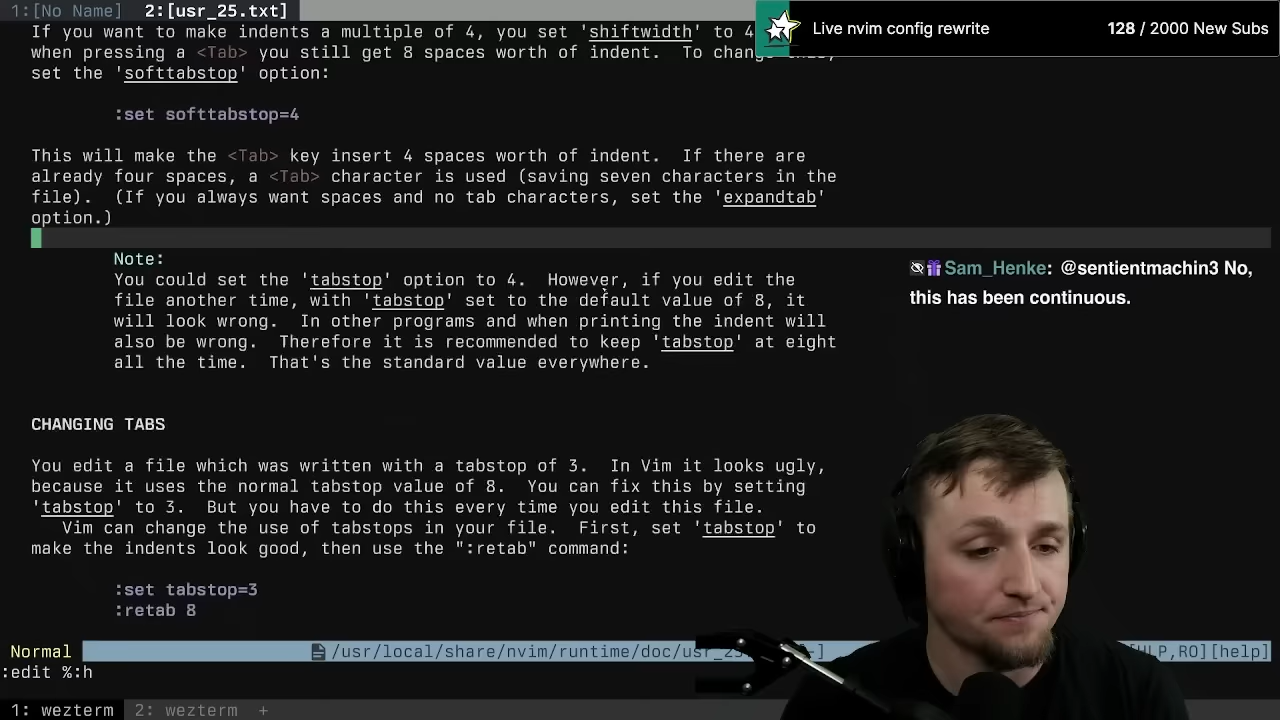 1:[No Name]  2:[usr_25.txt]
Live nvim config rewrite
128 / 2000 New Subs
If you want to make indents a multiple of 4, you set 'shiftwidth' to 4
when pressing a <Tab> you still get 8 spaces worth of indent.  To change
set the 'softtabstop' option:
:set softtabstop=4
This will make the <Tab> key insert 4 spaces worth of indent.  If there are
already four spaces, a <Tab> character is used (saving seven characters in the
file).  (If you always want spaces and no tab characters, set the 'expandtab'
option.)
Note:
You could set the 'tabstop' option to 4.  However, if you edit the
file another time, with 'tabstop' set to the default value of 8, it
will look wrong.  In other programs and when printing the indent will
also be wrong.  Therefore it is recommended to keep 'tabstop' at eight
all the time.  That's the standard value everywhere.
Sam_Henke: @sentientmachin3 No,
this has been continuous.
CHANGING TABS
You edit a file which was written with a tabstop of 3.  In Vim it looks ugly,
because it uses the normal tabstop value of 8.  You can fix this by setting
'tabstop' to 3.  But you have to do this every time you edit this file.
Vim can change the use of tabstops in your file.  First, set 'tabstop' to
make the indents look good, then use the ":retab" command:
:set tabstop=3
:retab 8
Normal /usr/local/share/nvim/runtime/doc/usr_25 [HLP,RO][help]
:edit %:h
1: wezterm  2: wezterm  +